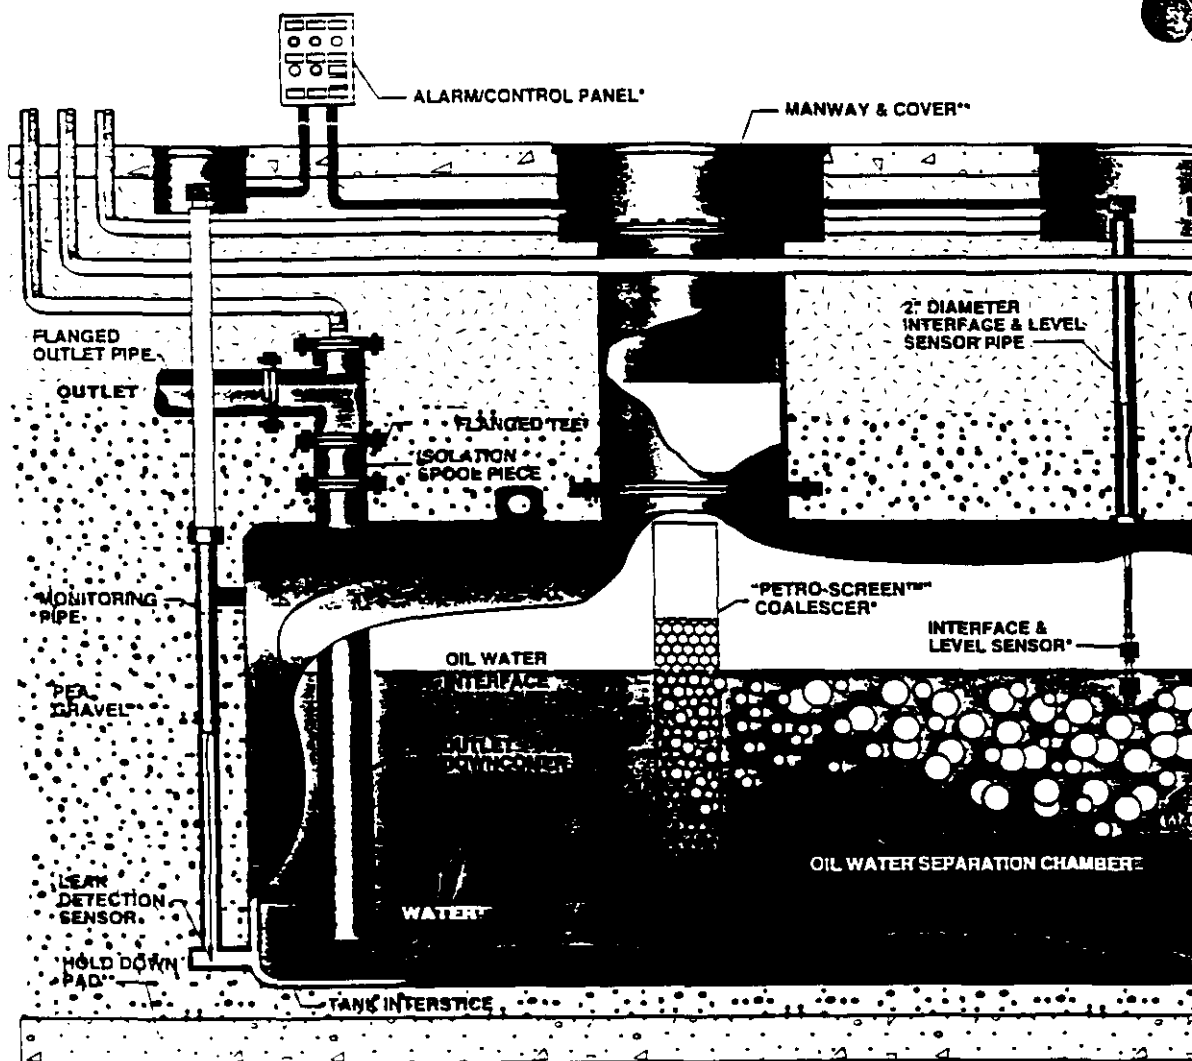 ALARM/CONTROL PANEL*
MANWAY & COVER**
2" DIAMETER
INTERFACE & LEVEL
SENSOR PIPE
FLANGED
OUTLET PIPE
OUTLET
FLANGED TEE*
ISOLATION
SPOOL PIECE
MONITORING
PIPE
"PETRO-SCREEN™"
COALESCER*
INTERFACE &
LEVEL SENSOR*
OIL WATER
INTERFACE
PEA
GRAVEL**
OUTLET
DOWNCOMER
OIL WATER SEPARATION CHAMBER
LEAK
DETECTION
SENSOR
WATER
HOLD DOWN
PAD**
TANK INTERSTICE